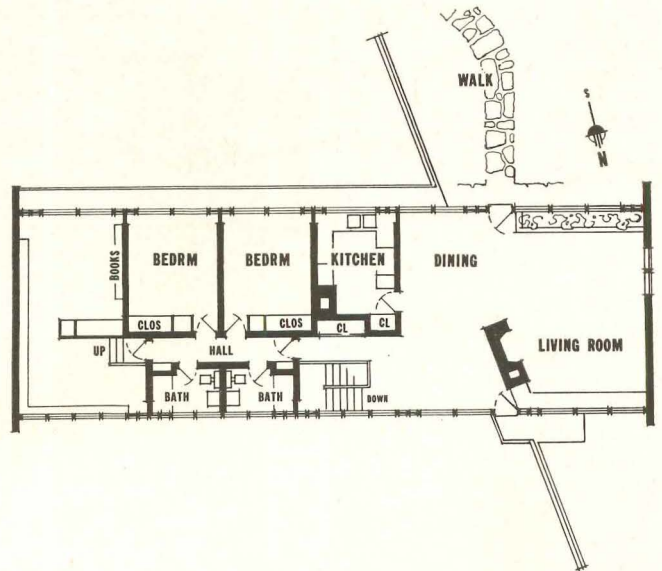 WALK
S
N
BOOKS
BEDRM
BEDRM
KITCHEN
DINING
CLOS
CLOS
CL
CL
UP
HALL
LIVING ROOM
BATH
BATH
DOWN